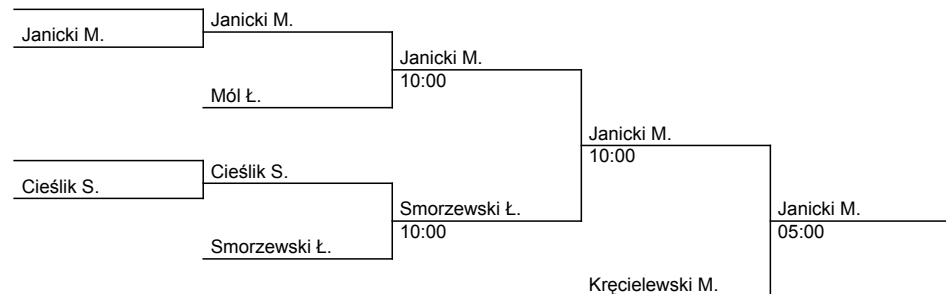 Janicki M.
Janicki M.
Janicki M.
10:00
Mól Ł.
Janicki M.
10:00
Cieślik S.
Cieślik S.
Smorzewski Ł.
10:00
Janicki M.
05:00
Smorzewski Ł.
Kręcielewski M.